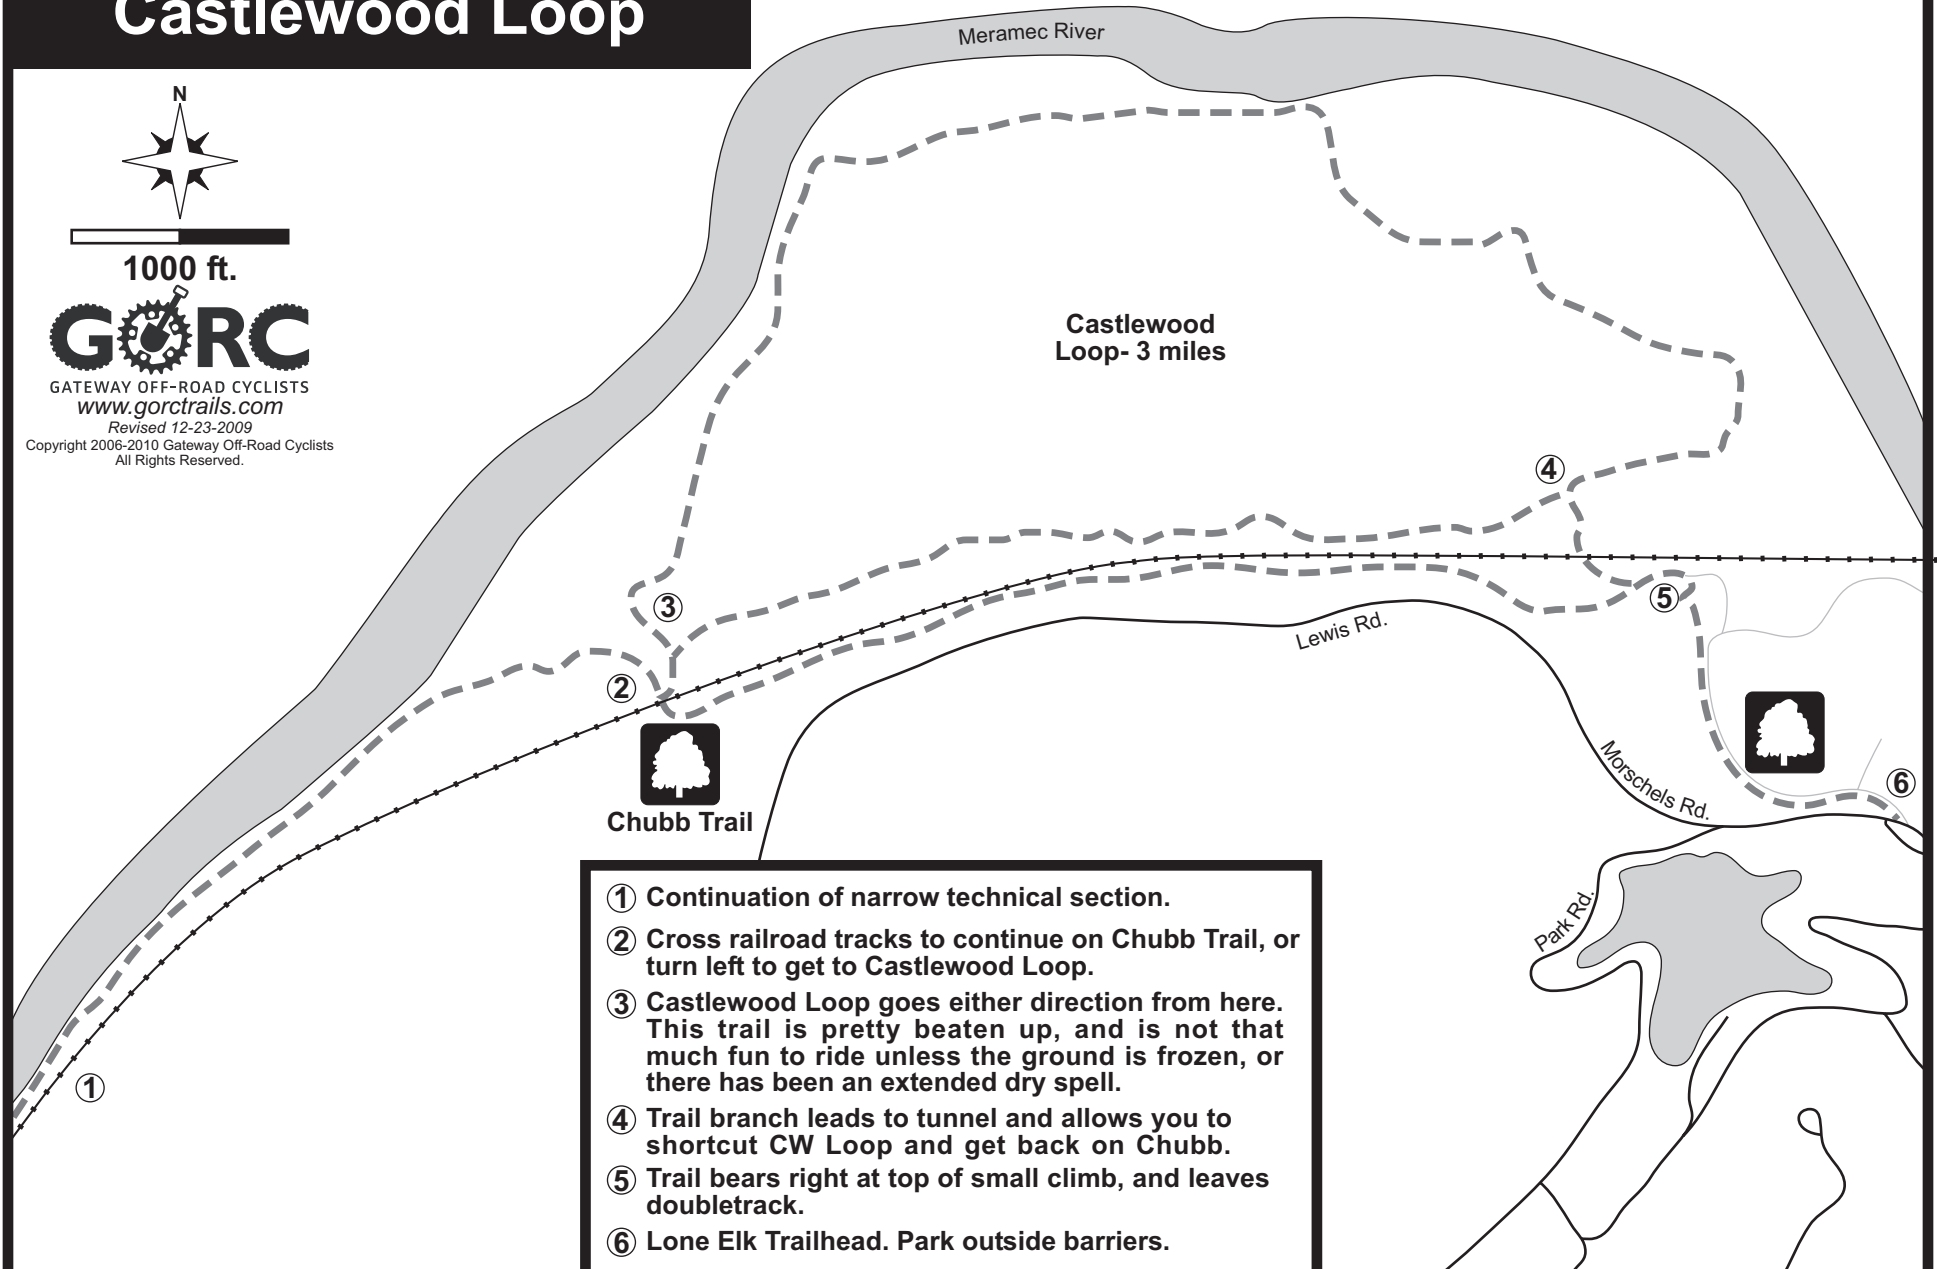 Castlewood Loop
Meramec River
N
1000 ft.
GORC
GATEWAY OFF-ROAD CYCLISTS
www.gorctrails.com
Revised 12-23-2009
Copyright 2006-2010 Gateway Off-Road Cyclists
All Rights Reserved.
Castlewood
Loop- 3 miles
4
3
5
Lewis Rd.
2
Chubb Trail
Morschels Rd.
6
Park Rd.
1
1 Continuation of narrow technical section.
2 Cross railroad tracks to continue on Chubb Trail, or
turn left to get to Castlewood Loop.
3 Castlewood Loop goes either direction from here.
This trail is pretty beaten up, and is not that
much fun to ride unless the ground is frozen, or
there has been an extended dry spell.
4 Trail branch leads to tunnel and allows you to
shortcut CW Loop and get back on Chubb.
5 Trail bears right at top of small climb, and leaves
doubletrack.
6 Lone Elk Trailhead. Park outside barriers.